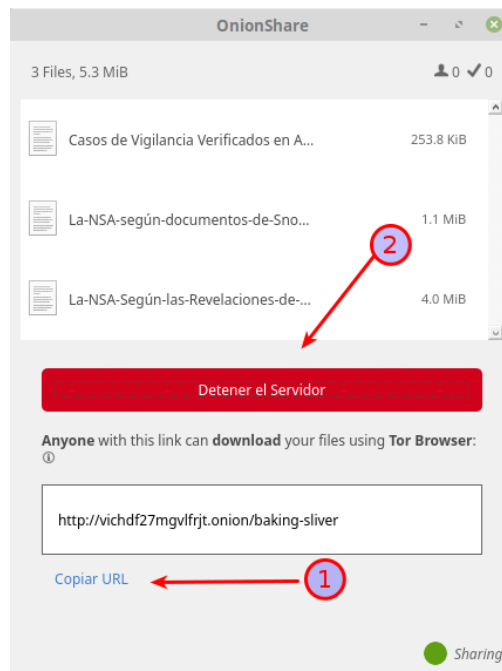 OnionShare
3 Files, 5.3 MiB
0 0
Casos de Vigilancia Verificados en A... 253.8 KiB
La-NSA-según-documentos-de-Sno... 1.1 MiB
2
La-NSA-Según-las-Revelaciones-de-... 4.0 MiB
Detener el Servidor
Anyone with this link can download your files using Tor Browser:
http://vichdf27mgvlfrjt.onion/baking-sliver
Copiar URL
1
Sharing